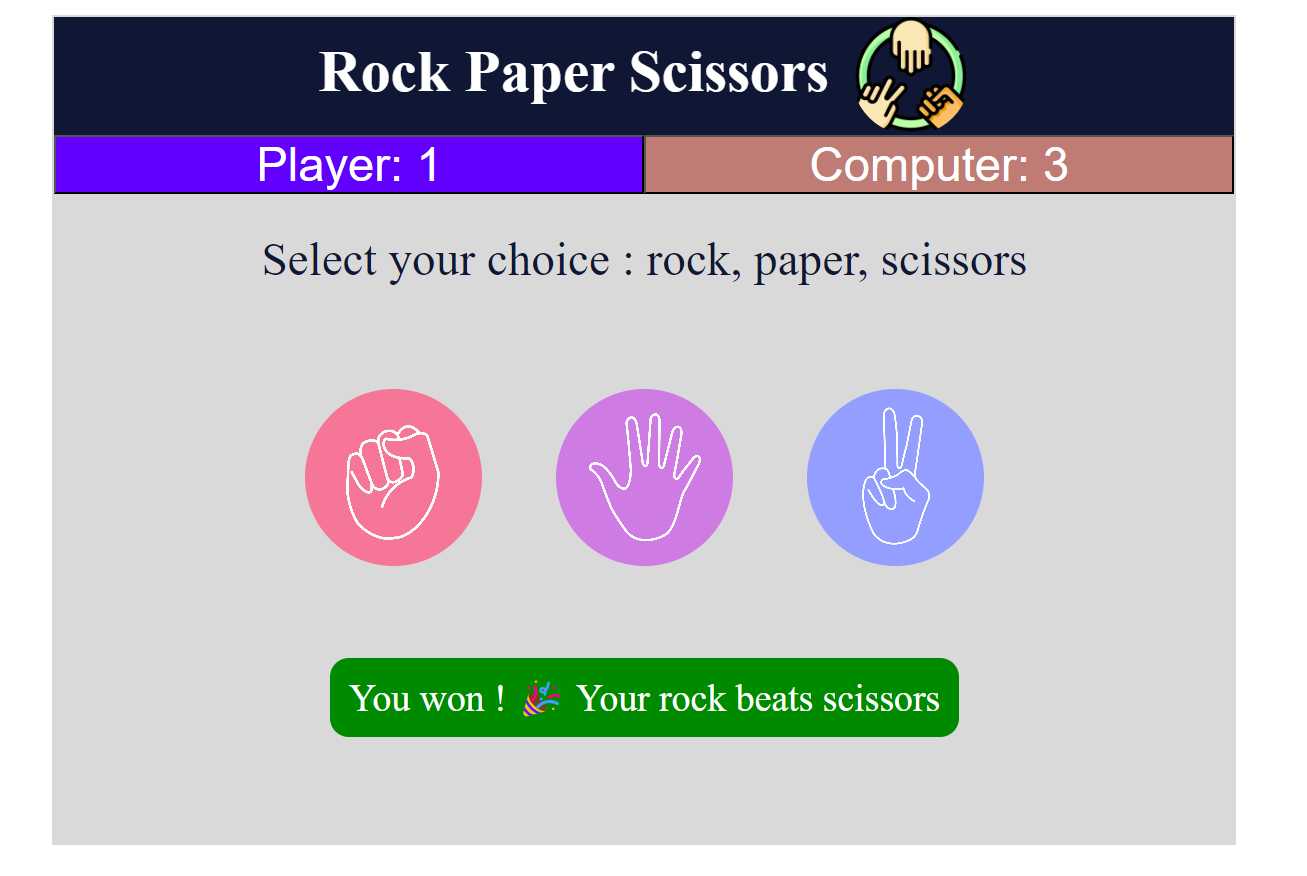 Rock Paper Scissors
Player: 1
Computer: 3
Select your choice : rock, paper, scissors
You won ! 🎉 Your rock beats scissors